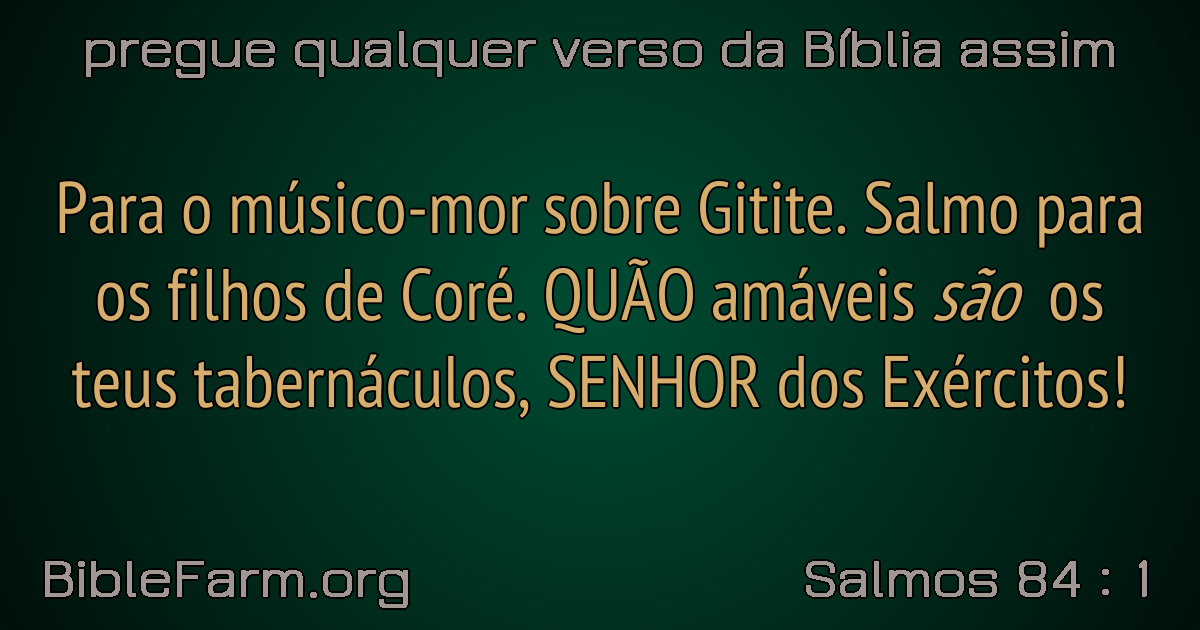 pregue qualquer verso da Bíblia assim
Para o músico-mor sobre Gitite. Salmo para
os filhos de Coré. QUÃO amáveis são os
teus tabernáculos, SENHOR dos Exércitos!
BibleFarm.org
Salmos 84 : 1